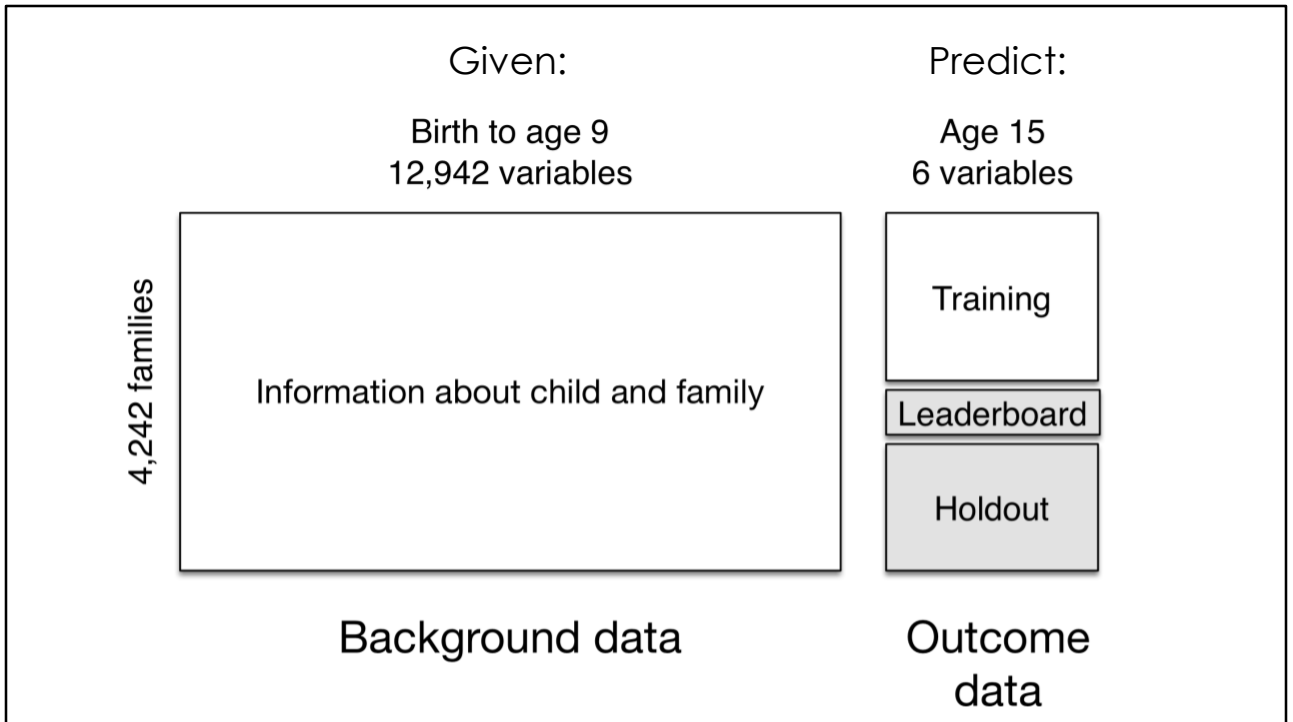 Given:
Predict:
Birth to age 9
12,942 variables
Age 15
6 variables
4,242 families
Information about child and family
Training
Leaderboard
Holdout
Background data
Outcome
data